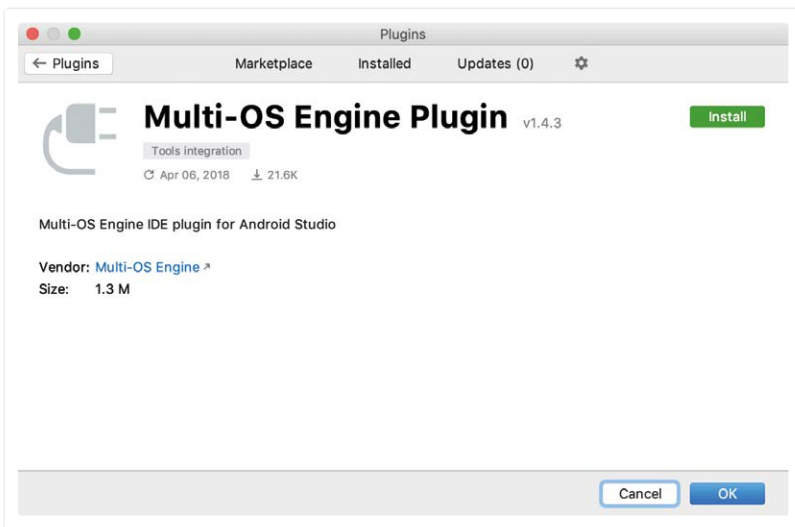 Plugins
← Plugins Marketplace Installed Updates (0)
Multi-OS Engine Plugin v1.4.3 Install
Tools integration
Apr 06, 2018 21.6K
Multi-OS Engine IDE plugin for Android Studio
Vendor: Multi-OS Engine
Size: 1.3 M
Cancel OK